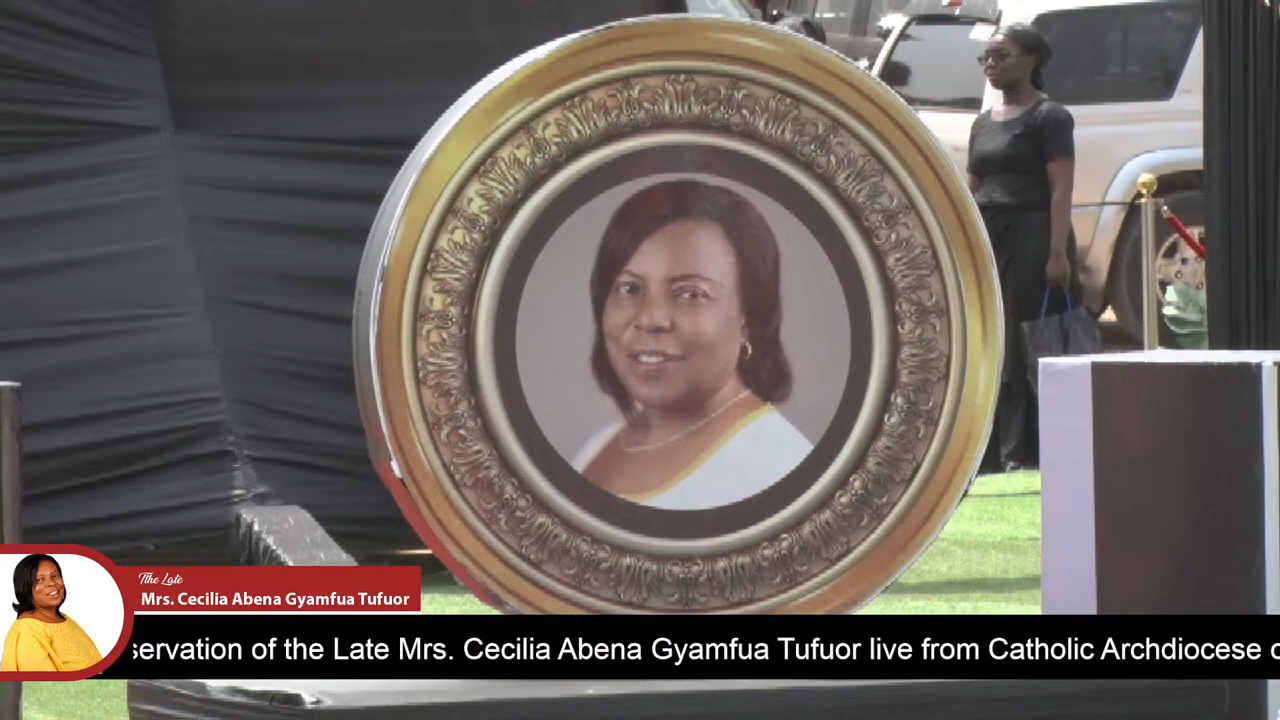 The Late
Mrs. Cecilia Abena Gyamfua Tufuor
servation of the Late Mrs. Cecilia Abena Gyamfua Tufuor live from Catholic Archdiocese